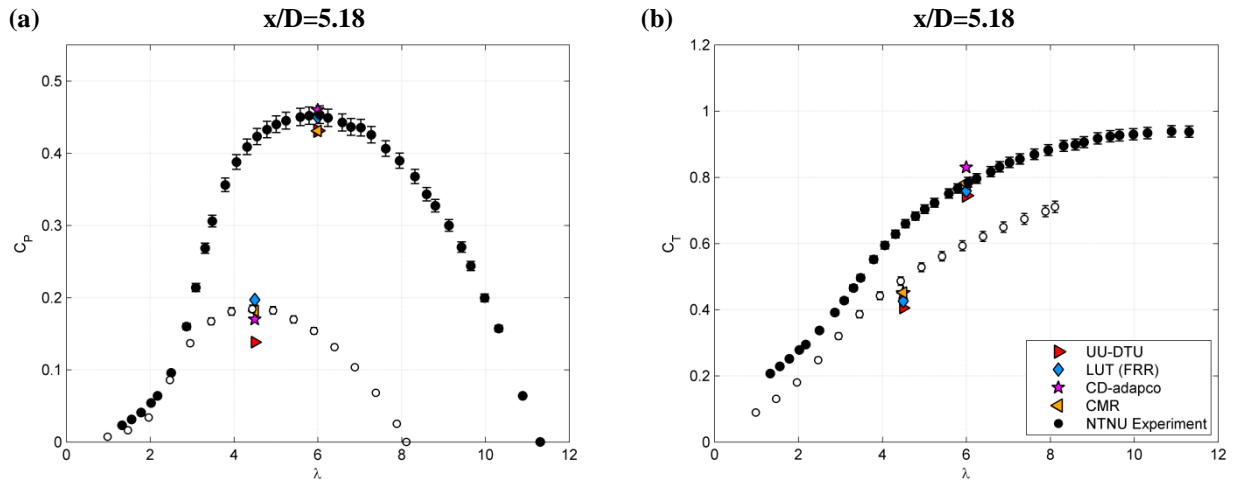 (a) x/D=5.18
0.5
0.4
0.3
0.2
0.1
0
C_P
0 2 4 6 8 10 12
λ
(b) x/D=5.18
1
0.8
0.6
0.4
0.2
0
C_T
0 2 4 6 8 10 12
λ
UU-DTU
LUT (FRR)
CD-adapco
CMR
NTNU Experiment